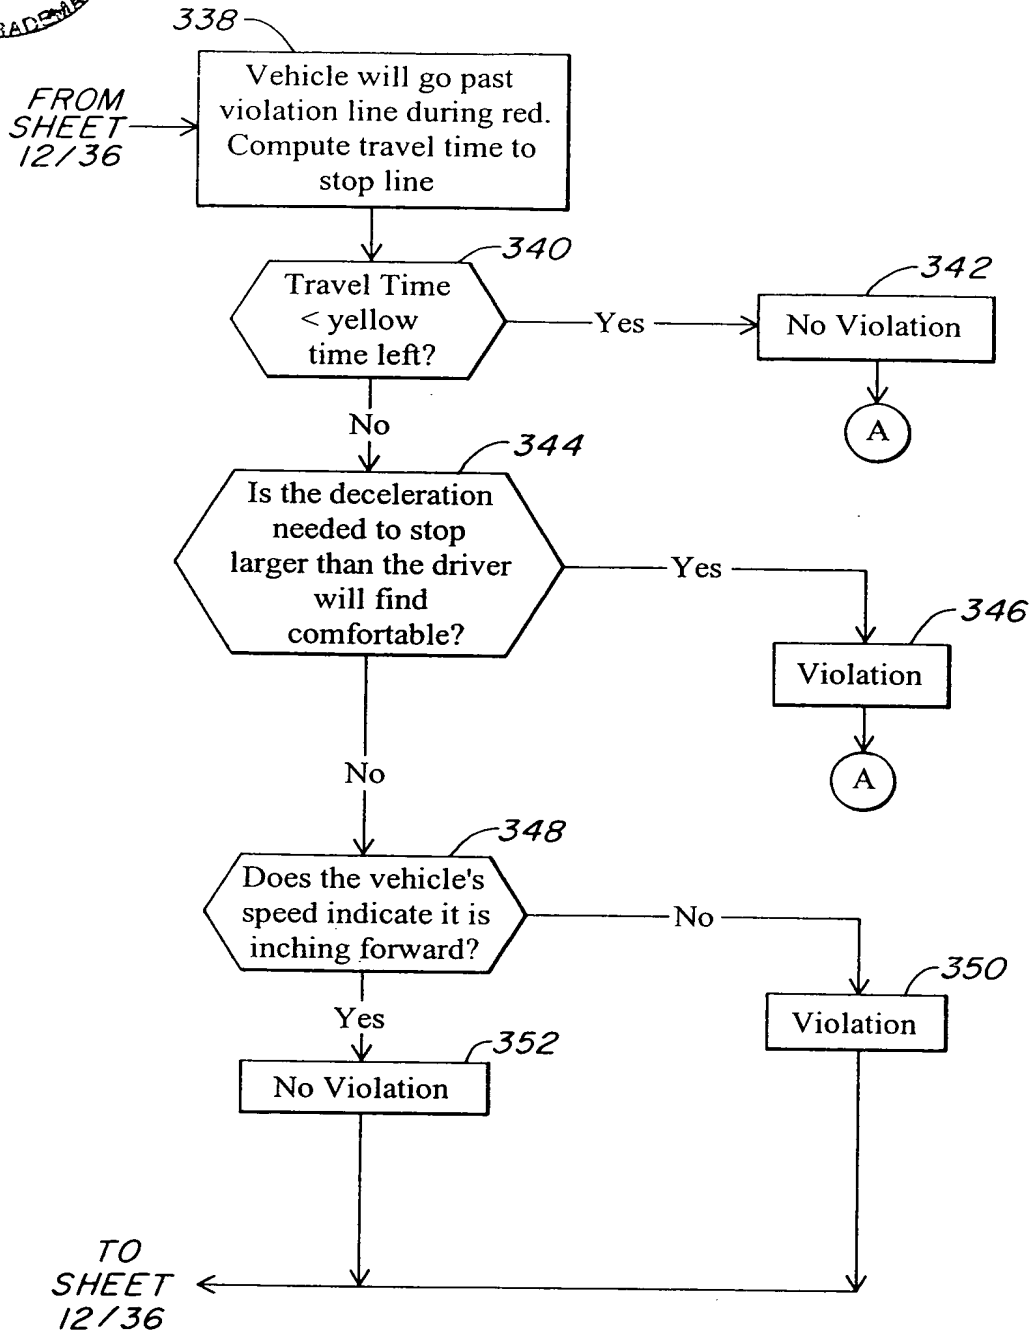 338
Vehicle will go past
violation line during red.
Compute travel time to
stop line
FROM
SHEET
12/36
340
Travel Time
< yellow
time left?
Yes
342
No Violation
A
No
344
Is the deceleration
needed to stop
larger than the driver
will find
comfortable?
Yes
346
Violation
A
No
348
Does the vehicle's
speed indicate it is
inching forward?
No
350
Violation
Yes
352
No Violation
TO
SHEET
12/36